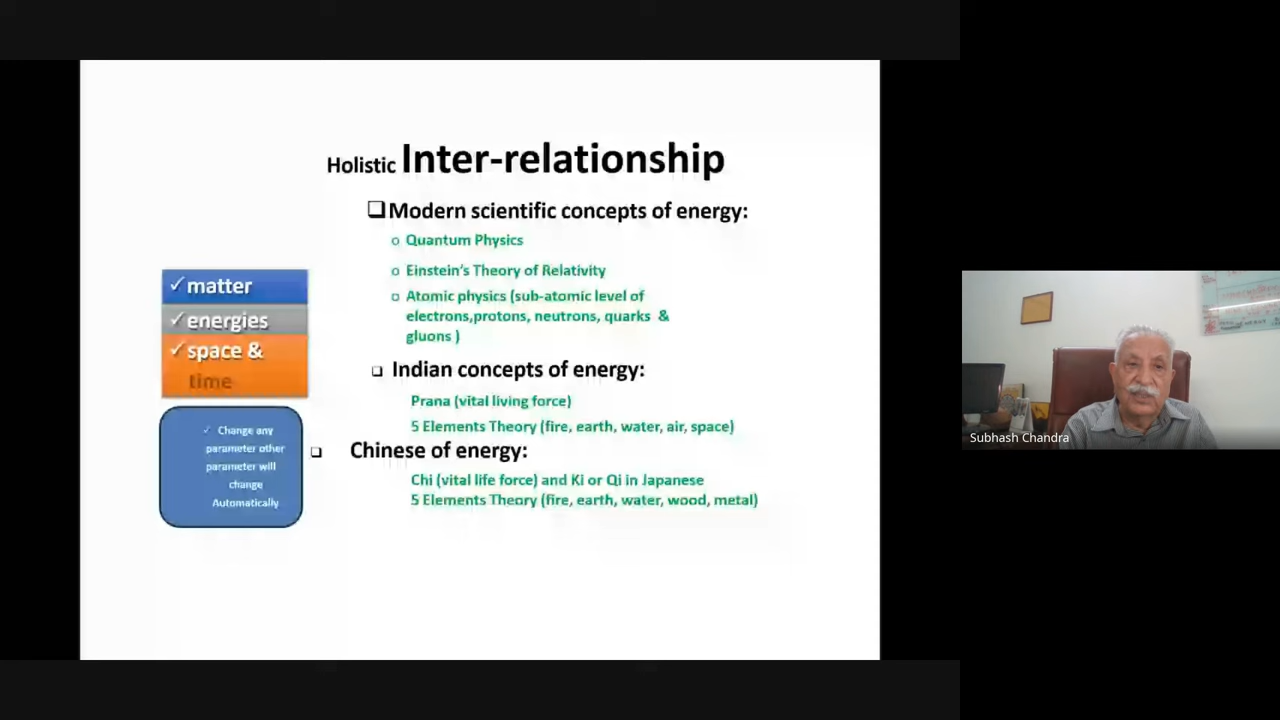 Holistic Inter-relationship
❑Modern scientific concepts of energy:
o Quantum Physics
o Einstein's Theory of Relativity
o Atomic physics (sub-atomic level of
electrons,protons, neutrons, quarks &
gluons )
❑ Indian concepts of energy:
Prana (vital living force)
5 Elements Theory (fire, earth, water, air, space)
❑ Chinese of energy:
Chi (vital life force) and Ki or Qi in Japanese
5 Elements Theory (fire, earth, water, wood, metal)
✓matter
✓energies
✓space &
time
✓ Change any
parameter other
parameter will
change
Automatically
Subhash Chandra